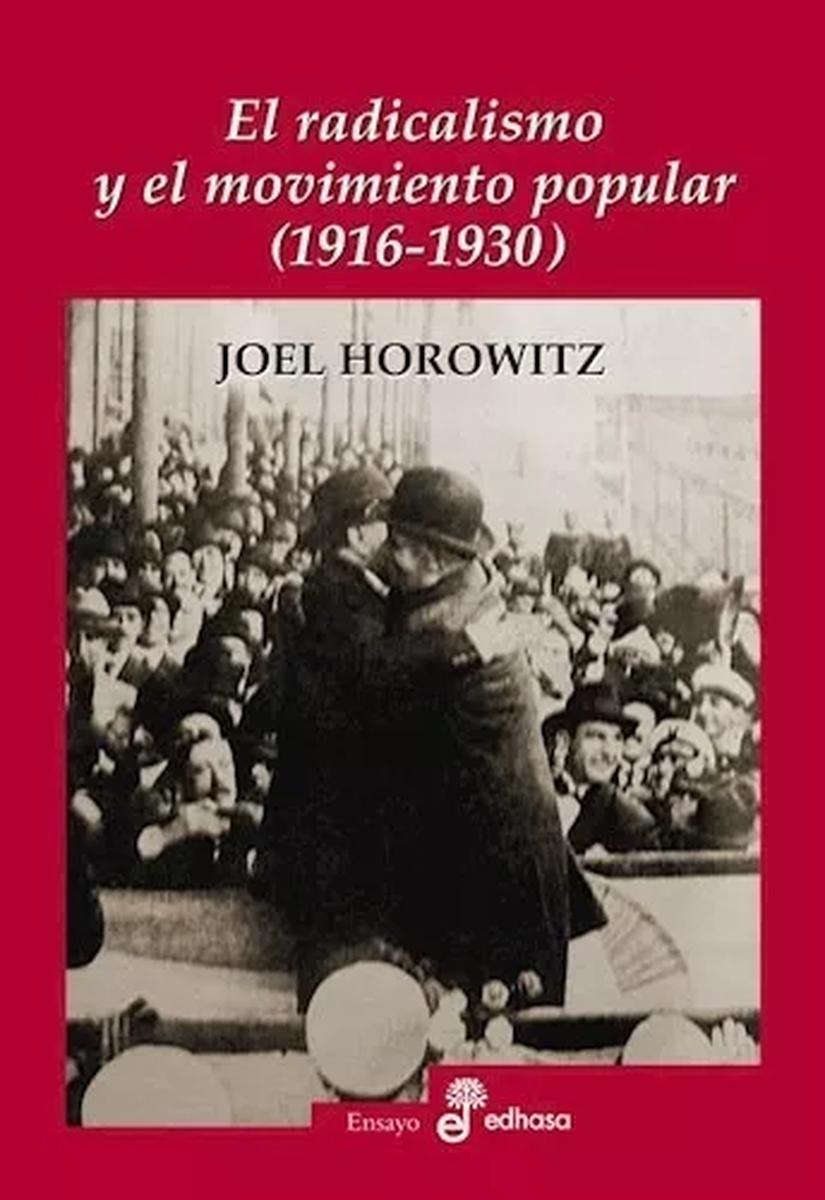 El radicalismo
y el movimiento popular
(1916-1930)
JOEL HOROWITZ
Ensayo edhasa